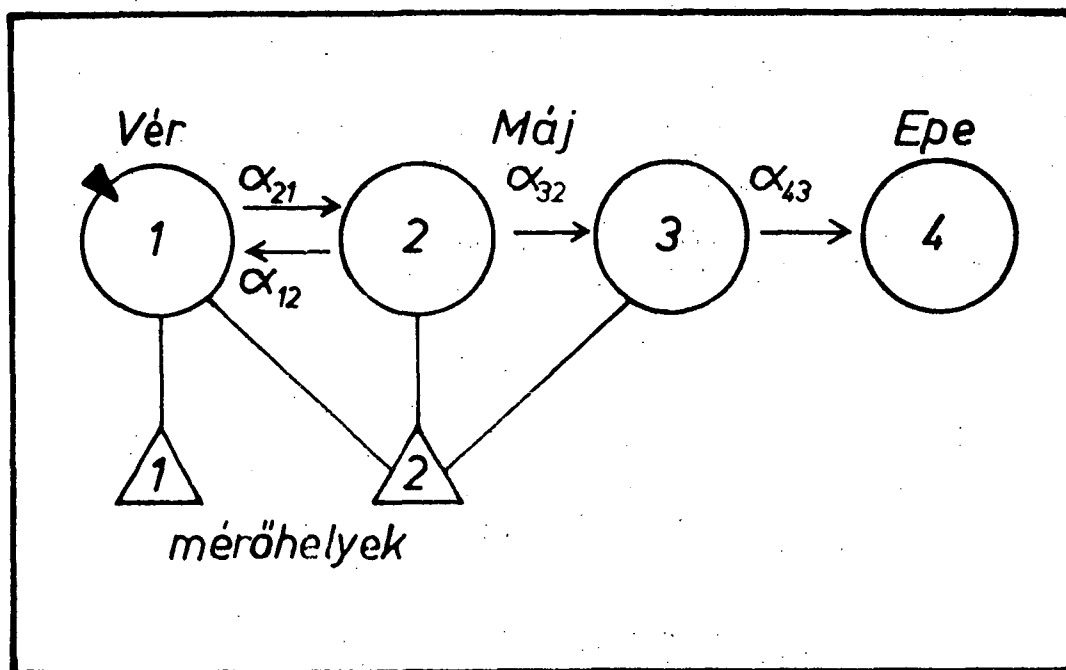 Vér Máj Epe
α21 α32 α43
1 2 3 4
α12
1 2
mérőhelyek